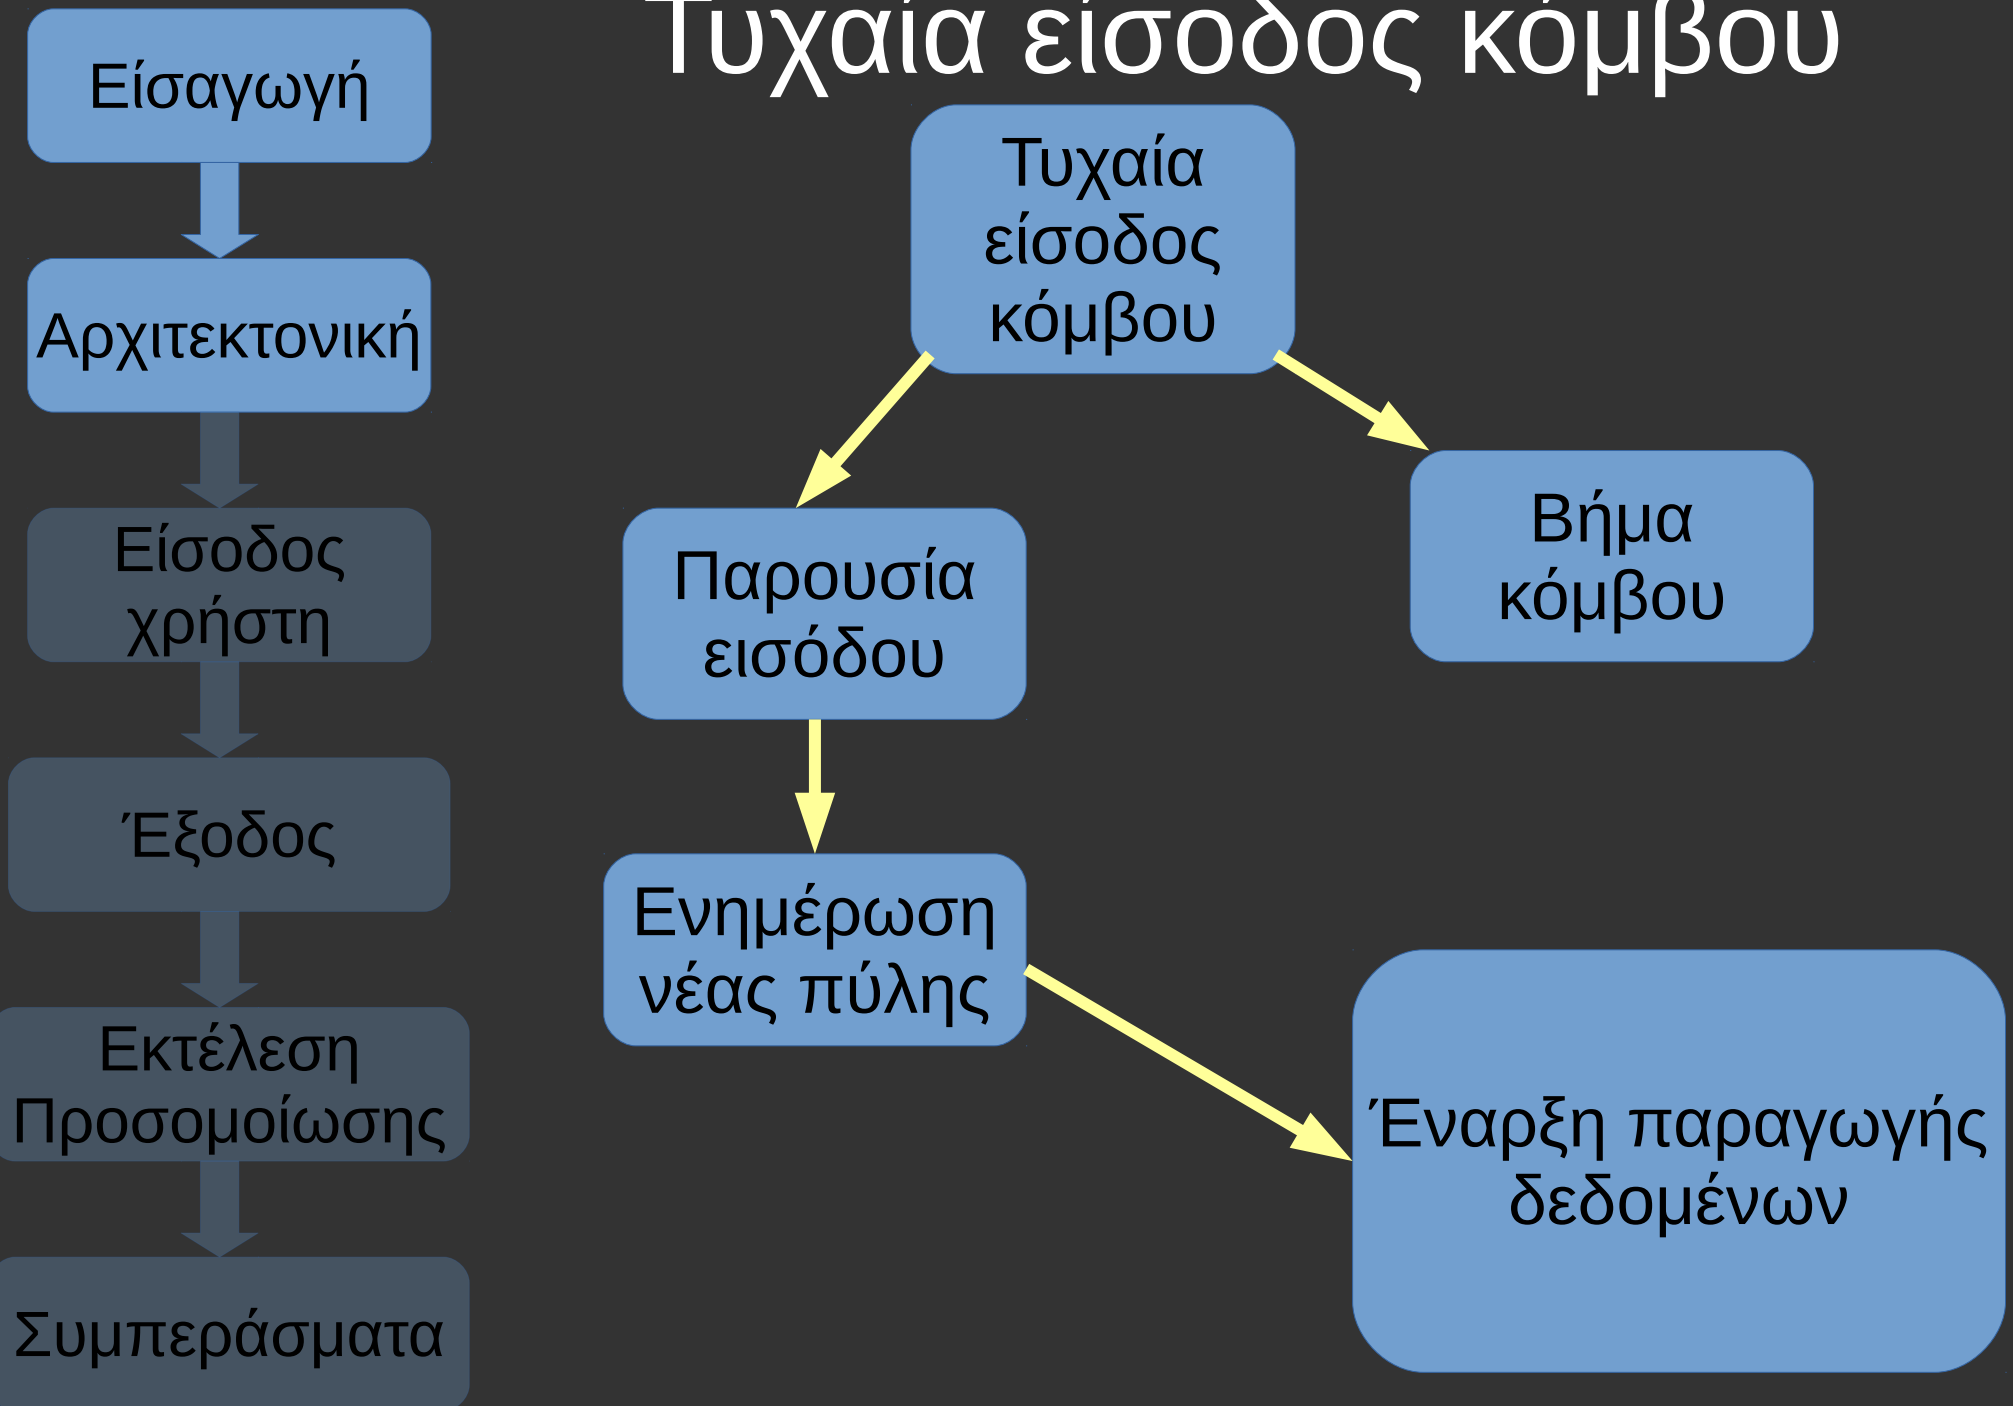 Τυχαία είσοδος κόμβου
Εισαγωγή
Αρχιτεκτονική
Είσοδος
χρήστη
Έξοδος
Εκτέλεση
Προσομοίωσης
Συμπεράσματα
Τυχαία
είσοδος
κόμβου
Παρουσία
εισόδου
Βήμα
κόμβου
Ενημέρωση
νέας πύλης
Έναρξη παραγωγής
δεδομένων